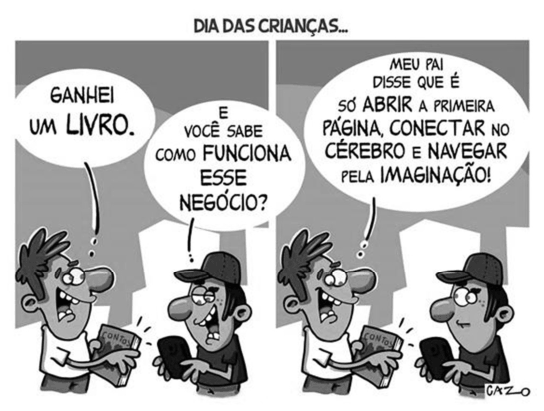 DIA DAS CRIANÇAS...
GANHEI
UM LIVRO.
E
VOCÊ SABE
COMO FUNCIONA
ESSE
NEGÓCIO?
CONTOS
MEU PAI
DISSE QUE É
SÓ ABRIR A PRIMEIRA
PÁGINA, CONECTAR NO
CÉREBRO E NAVEGAR
PELA IMAGINAÇÃO!
CONTOS
CAZO